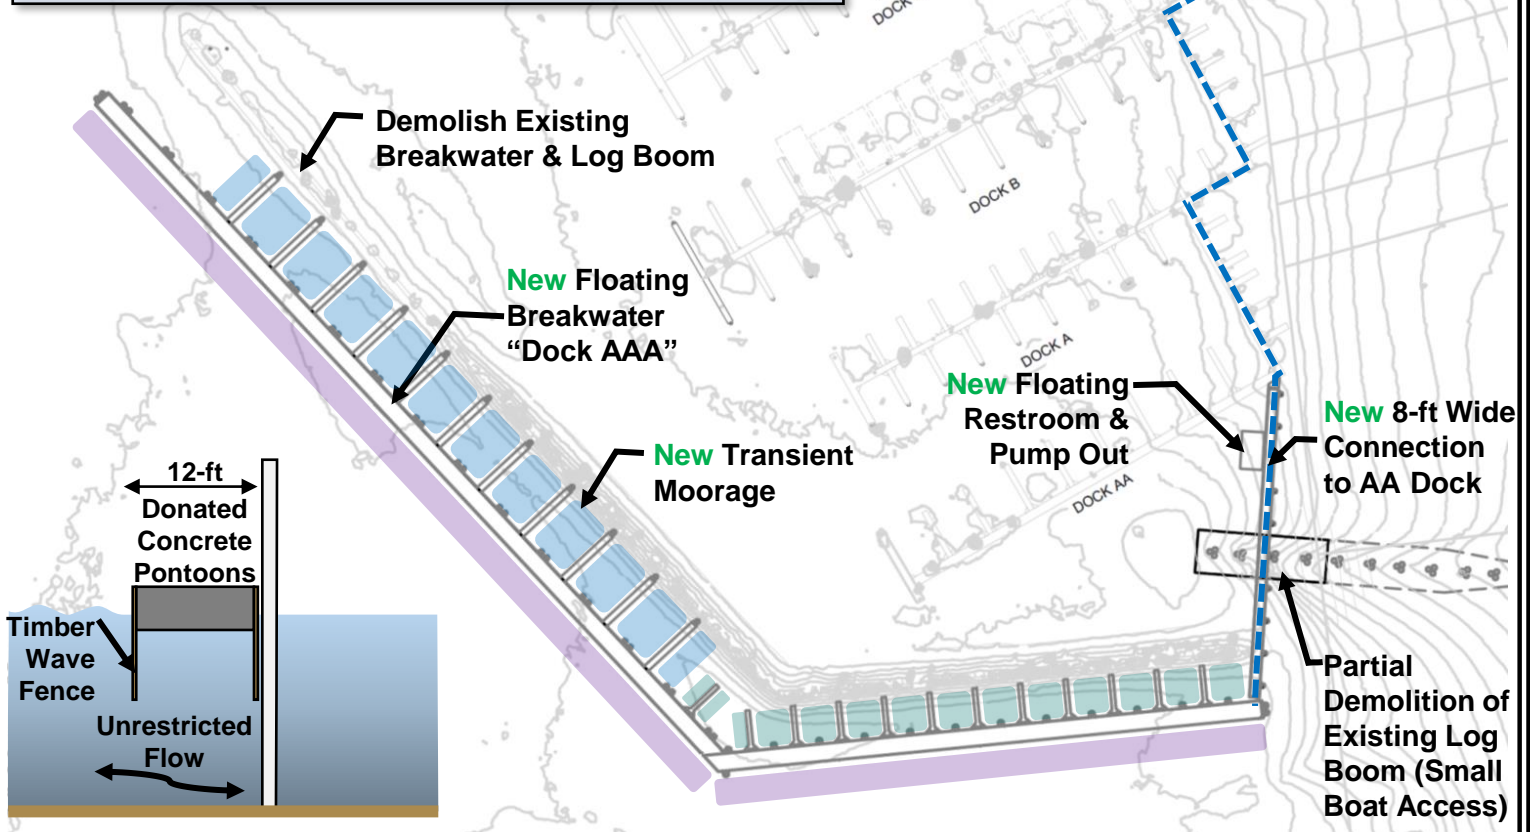 DOCK
Demolish Existing
Breakwater & Log Boom
DOCK B
New Floating
Breakwater
“Dock AAA”
DOCK A
New Floating
Restroom &
Pump Out
New 8-ft Wide
Connection
to AA Dock
New Transient
Moorage
DOCK AA
12-ft
Donated
Concrete
Pontoons
Timber
Wave
Fence
Unrestricted
Flow
Partial
Demolition of
Existing Log
Boom (Small
Boat Access)